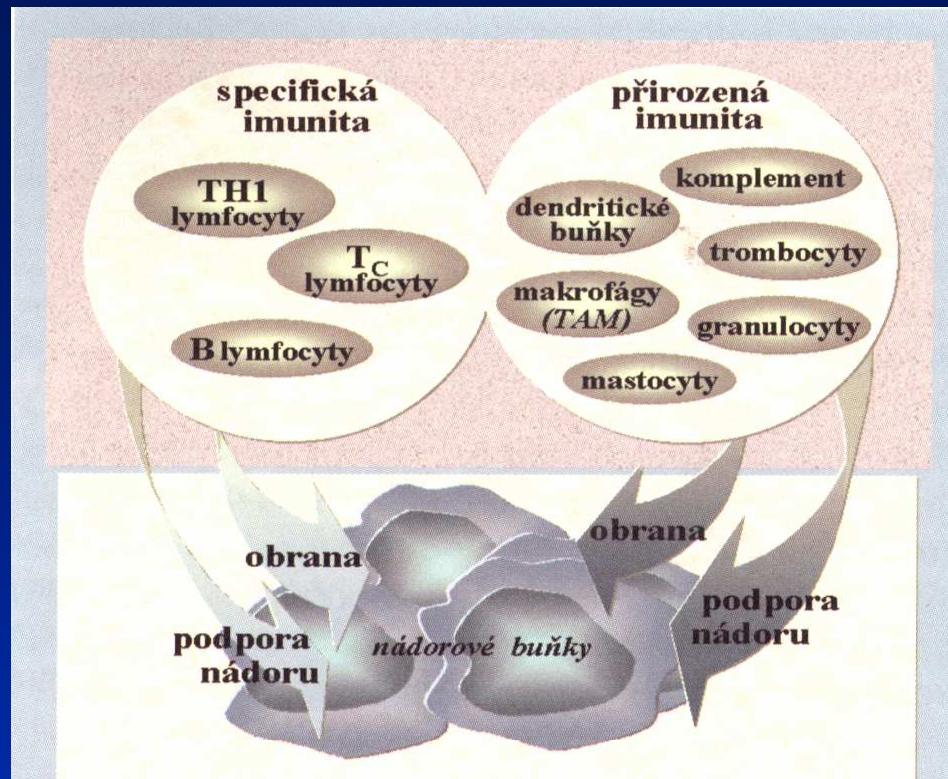 specifická
imunita
TH1
lymfocyty
T_C
lymfocyty
B lymfocyty
přirozená
imunita
komplement
dendritické
buňky
trombocyty
makrofágy
(TAM)
granulocyty
mastocyty
obrana
podpora
nádoru
nádorové buňky
obrana
podpora
nádoru